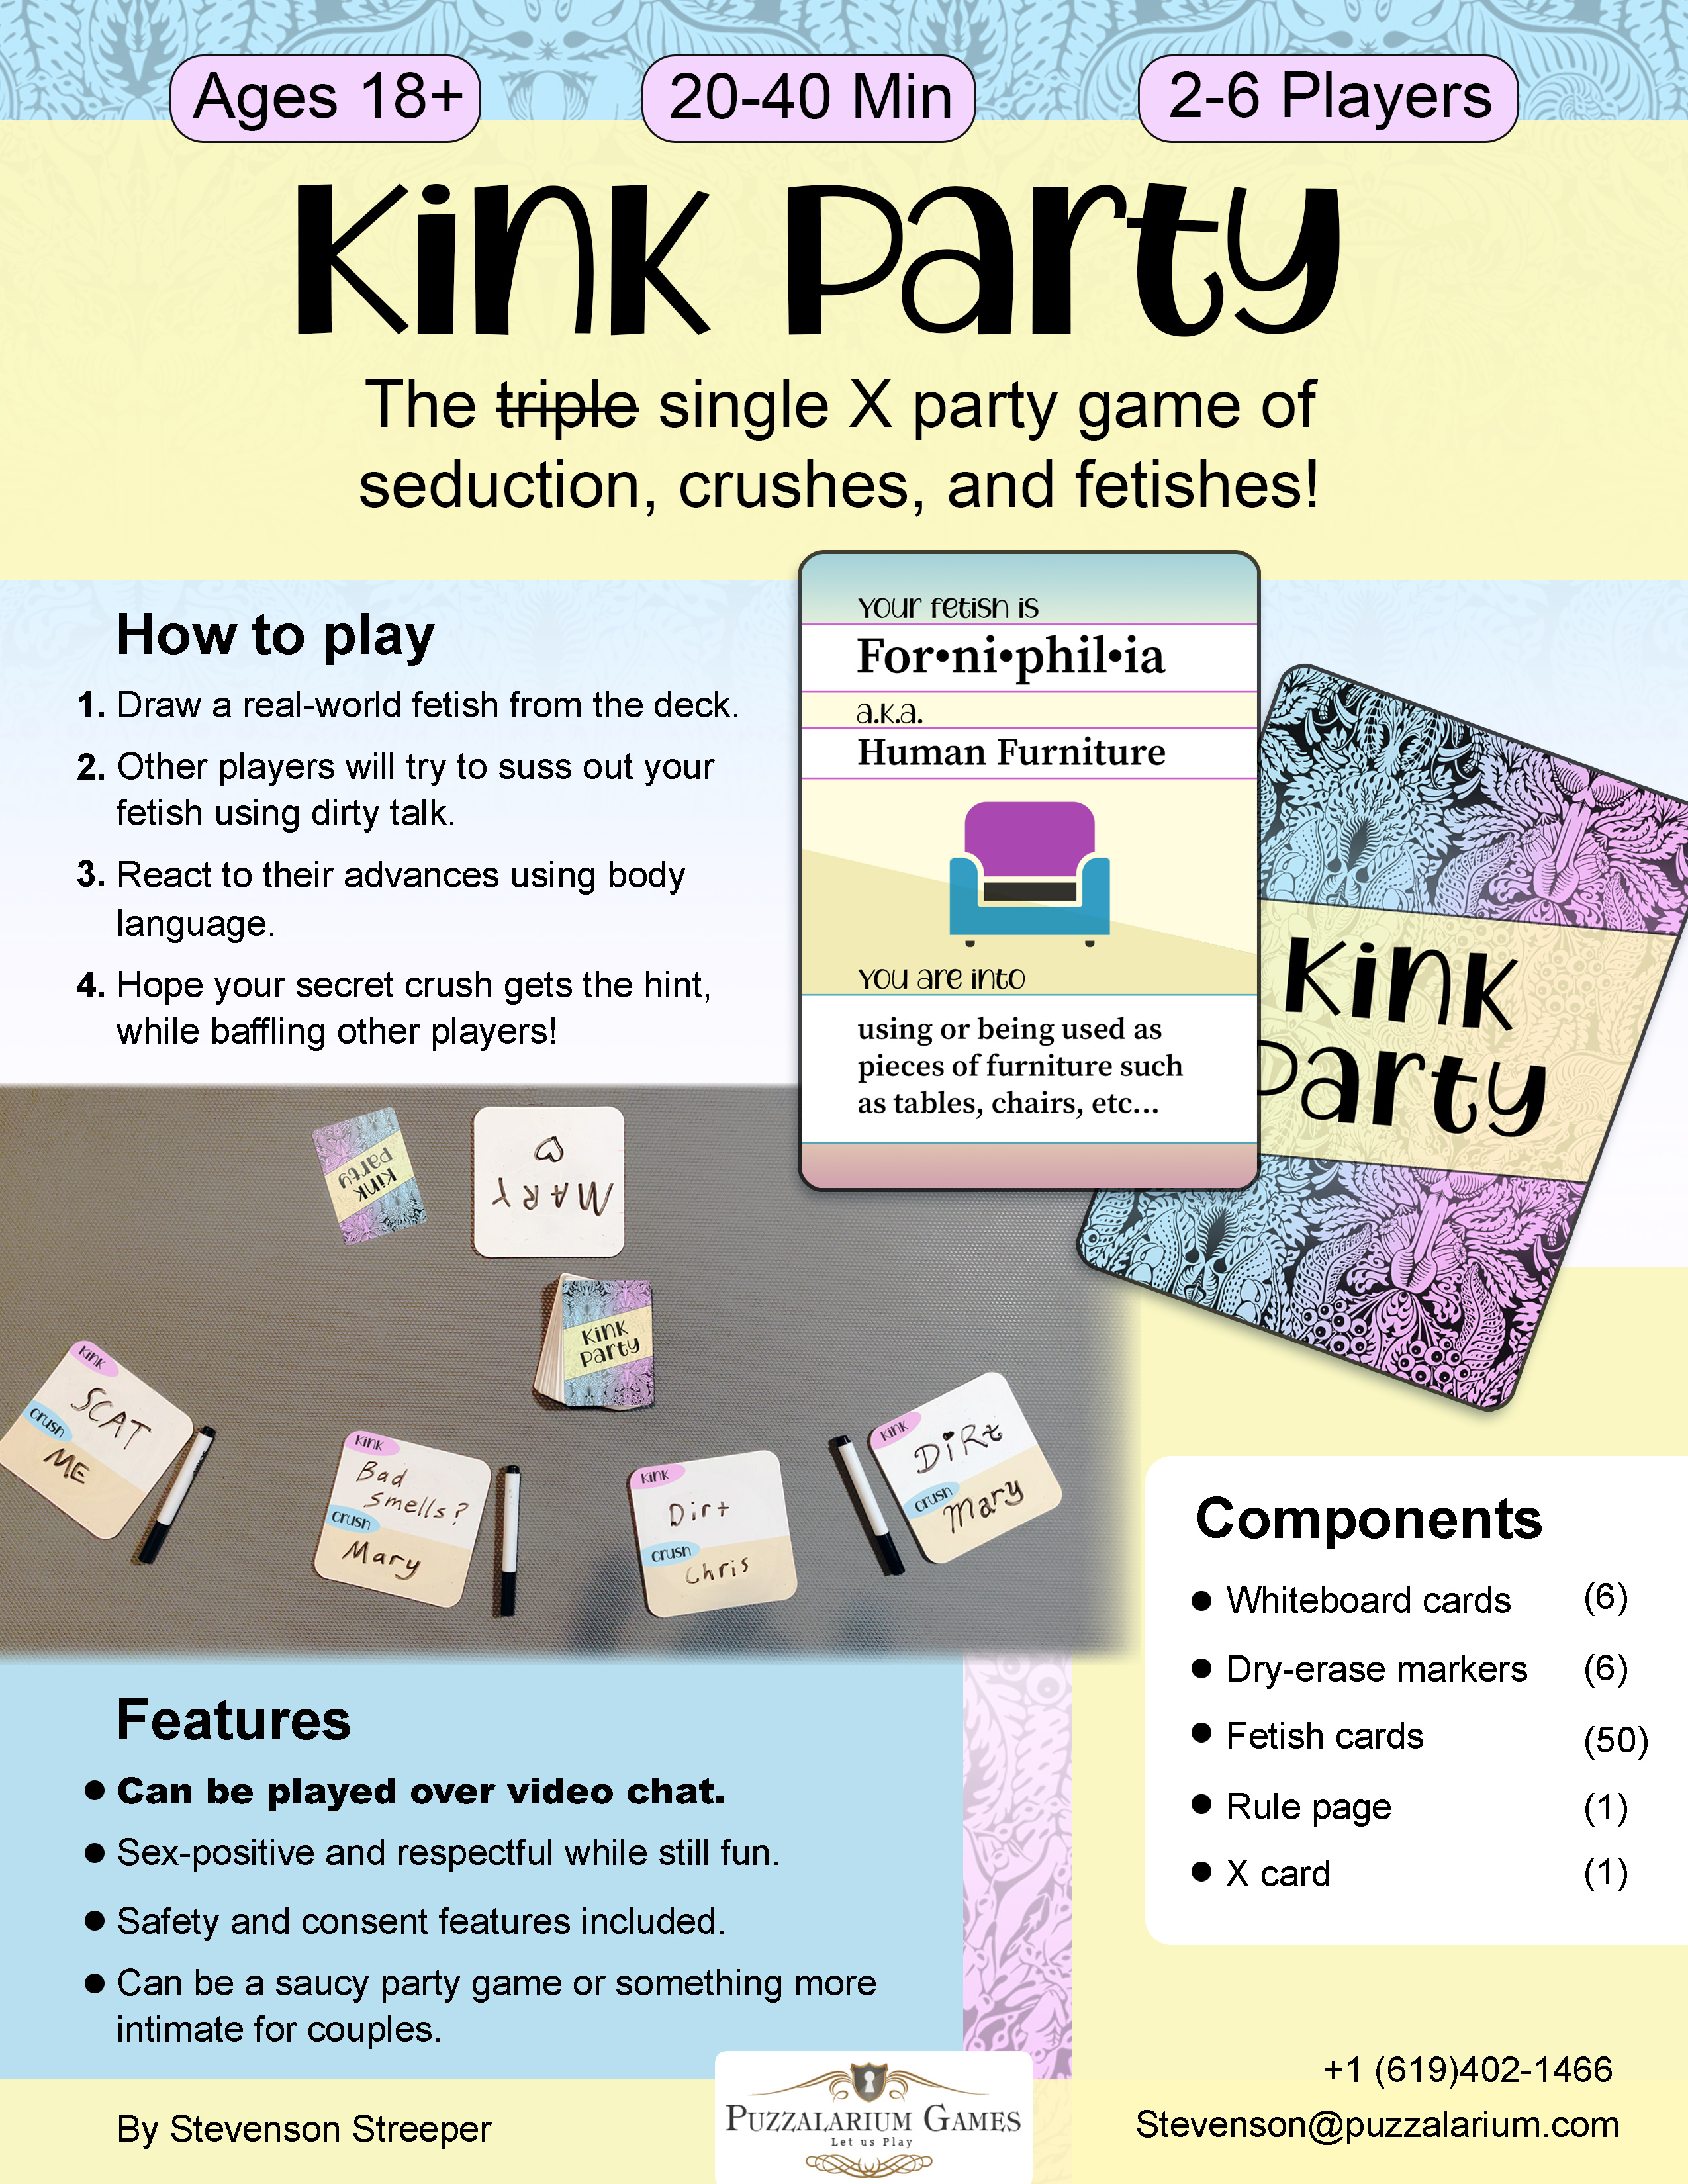 Ages 18+
20-40 Min
2-6 Players
Kink Party
The triple single X party game of
seduction, crushes, and fetishes!
How to play
1. Draw a real-world fetish from the deck.
2. Other players will try to suss out your
fetish using dirty talk.
3. React to their advances using body
language.
4. Hope your secret crush gets the hint,
while baffling other players!
your fetish is
For•ni•phil•ia
a.k.a.
Human Furniture
you are into
using or being used as
pieces of furniture such
as tables, chairs, etc...
Kink
Party
Kink
Party
MARY
♡
Kink
Party
Kink
SCAT
Crush
ME
Kink
Bad
smells?
Crush
Mary
Kink
Dirt
Crush
Chris
Kink
DiRt
Crush
Mary
Components
• Whiteboard cards (6)
• Dry-erase markers (6)
• Fetish cards (50)
• Rule page (1)
• X card (1)
Features
• Can be played over video chat.
• Sex-positive and respectful while still fun.
• Safety and consent features included.
• Can be a saucy party game or something more
intimate for couples.
By Stevenson Streeper
Puzzalarium Games
Let us Play
+1 (619)402-1466
Stevenson@puzzalarium.com